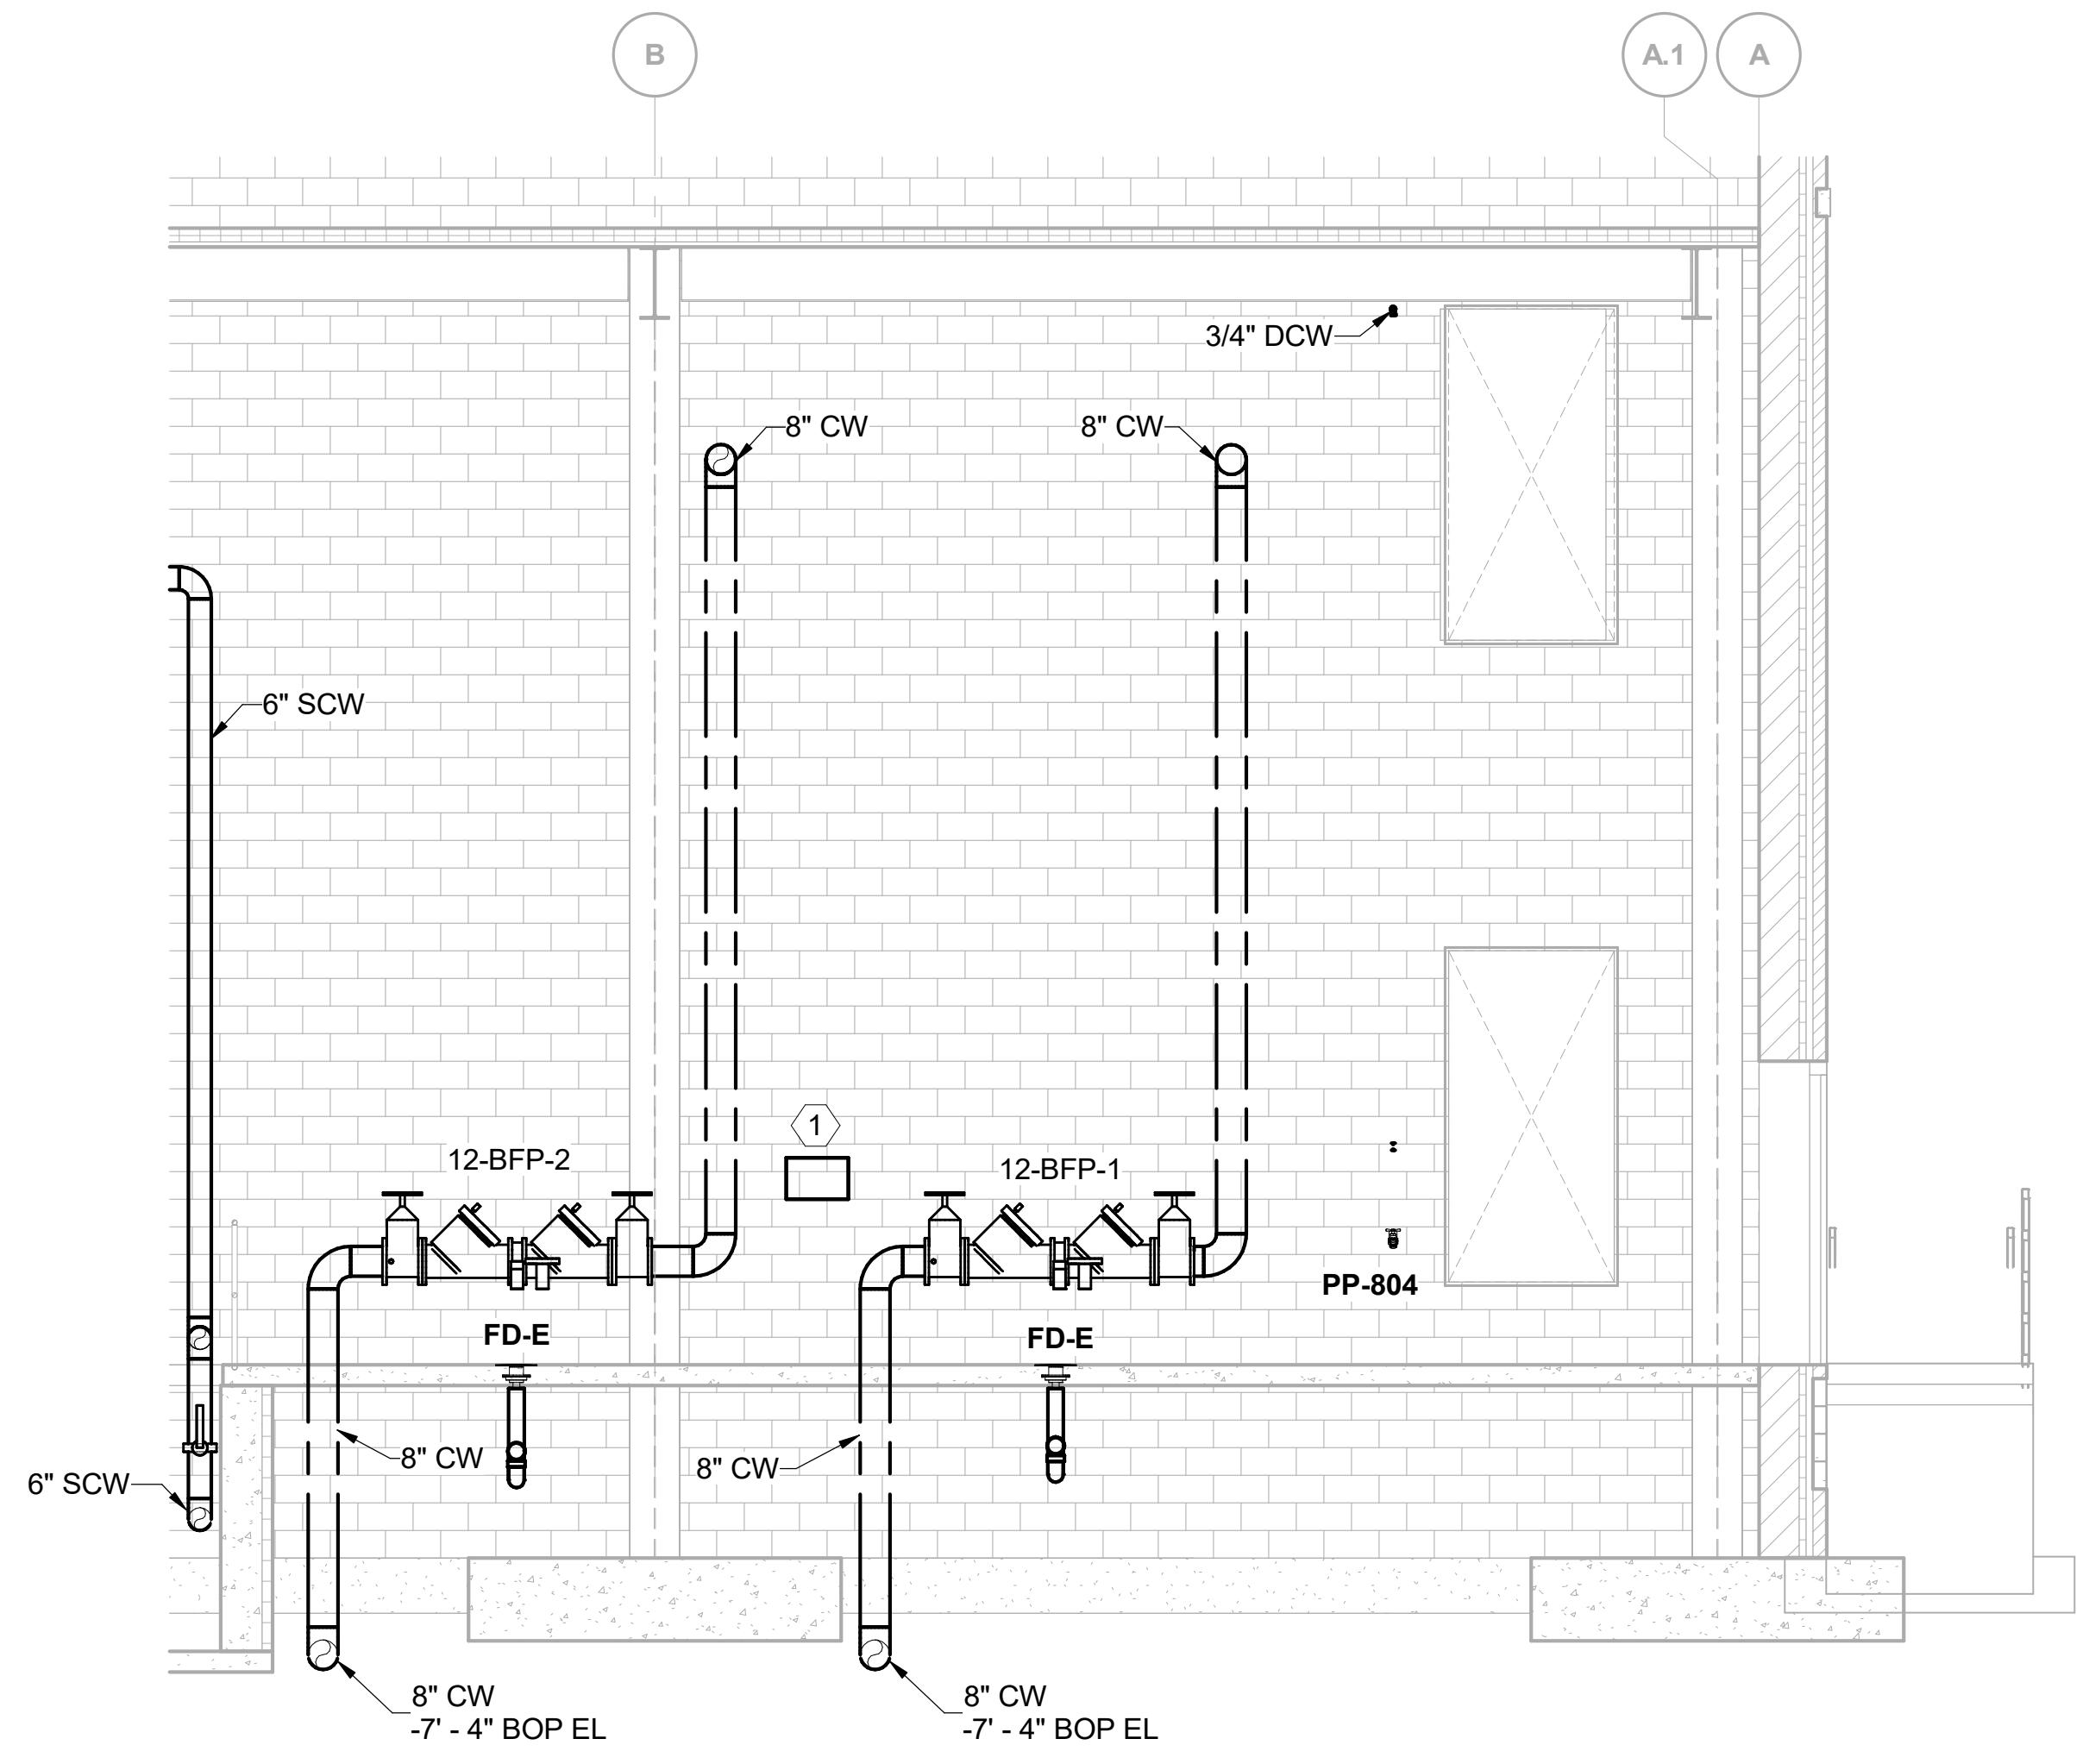 B
A.1
A
3/4" DCW
8" CW
8" CW
6" SCW
1
12-BFP-2
12-BFP-1
PP-804
FD-E
FD-E
8" CW
8" CW
6" SCW
8" CW
-7' - 4" BOP EL
8" CW
-7' - 4" BOP EL